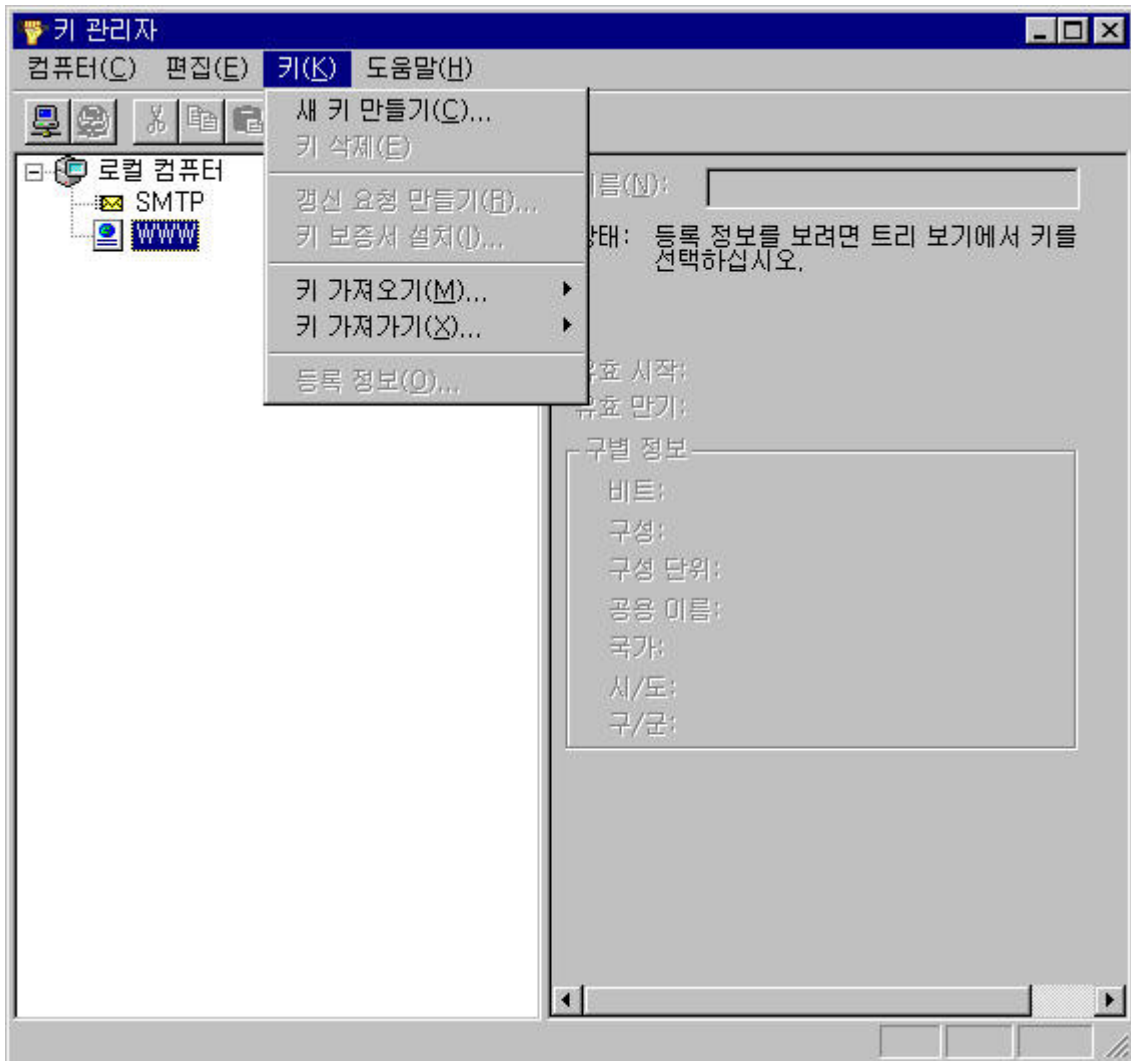 키 관리자
컴퓨터(C) 편집(E) 키(K) 도움말(H)
새 키 만들기(C)...
키 삭제(E)
갱신 요청 만들기(R)...
키 보증서 설치(I)...
키 가져오기(M)...
키 가져가기(X)...
등록 정보(O)...
로컬 컴퓨터
SMTP
WWW
이름(N):
상태: 등록 정보를 보려면 트리 보기에서 키를
선택하십시오.
유효 시작:
유효 만기:
구별 정보
비트:
구성:
구성 단위:
공용 이름:
국가:
시/도:
구/군: